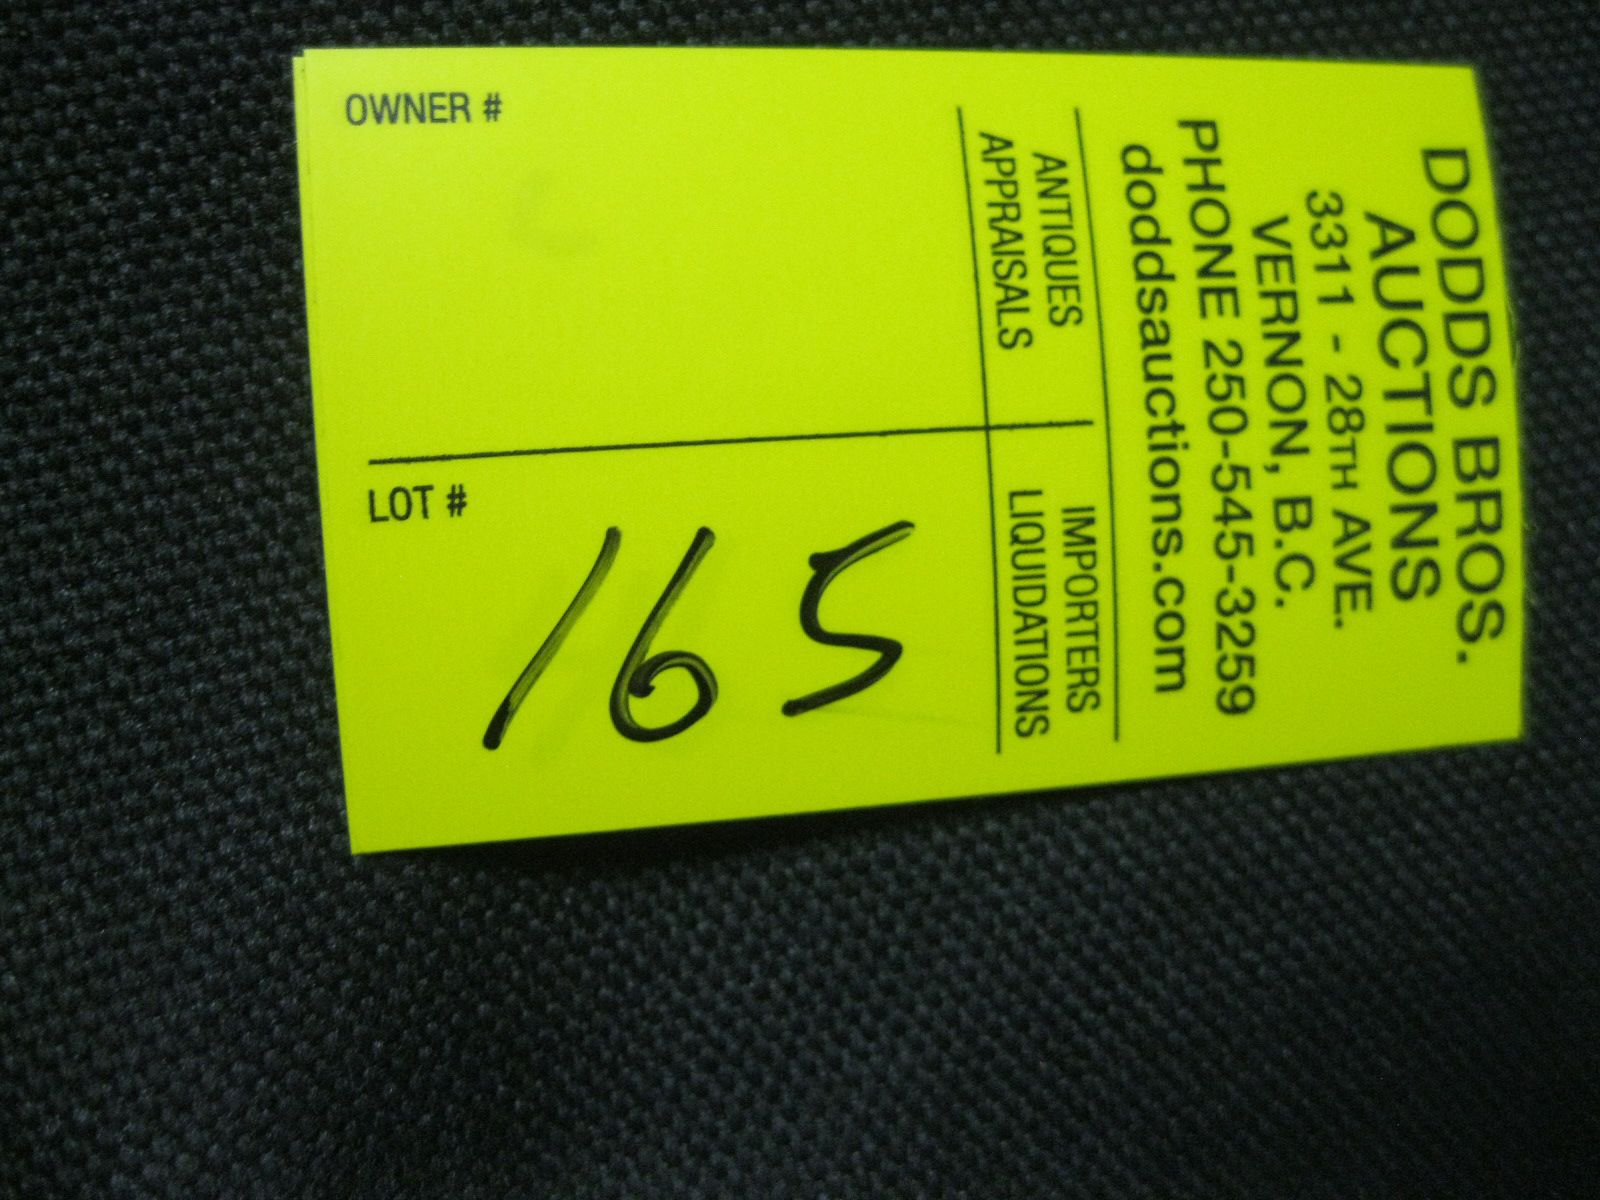 DODDS BROS.
AUCTIONS
3311 - 28TH AVE.
VERNON, B.C.
PHONE 250-545-3259
doddsauctions.com
ANTIQUES
APPRAISALS
IMPORTERS
LIQUIDATIONS
OWNER #
LOT #
165